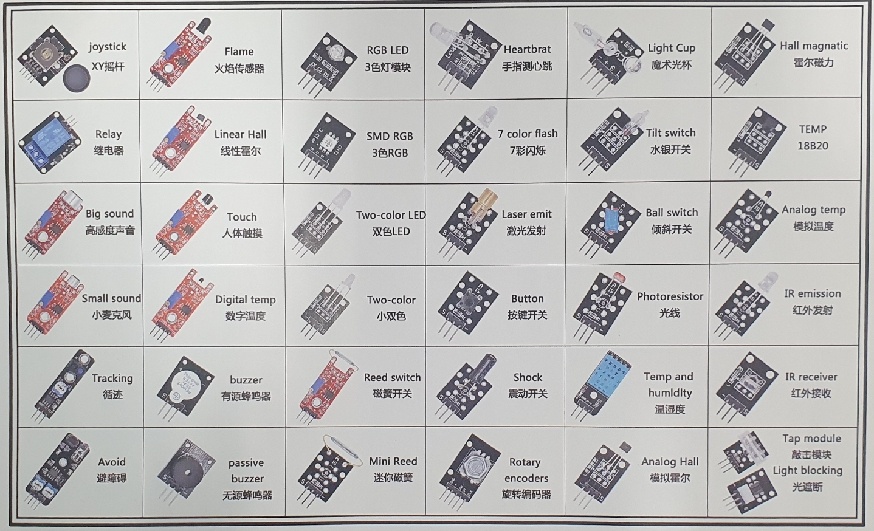 joystick
XY摇杆
Flame
火焰传感器
RGB LED
3色灯模块
Heartbrat
手指测心跳
Light Cup
魔术光杯
Hall magnatic
霍尔磁力
Relay
继电器
Linear Hall
线性霍尔
SMD RGB
3色RGB
7 color flash
7彩闪烁
Tilt switch
水银开关
TEMP
18B20
Big sound
高感度声音
Touch
人体触摸
Two-color LED
双色LED
Laser emit
激光发射
Ball switch
倾斜开关
Analog temp
模拟温度
Small sound
小麦克风
Digital temp
数字温度
Two-color
小双色
Button
按键开关
Photoresistor
光线
IR emission
红外发射
Tracking
循迹
buzzer
有源蜂鸣器
Reed switch
磁簧开关
Shock
震动开关
Temp and
humidity
温湿度
IR receiver
红外接收
Avoid
避障碍
passive
buzzer
无源蜂鸣器
Mini Reed
迷你磁簧
Rotary
encoders
旋转编码器
Analog Hall
模拟霍尔
Tap module
敲击模块
Light blocking
光遮断